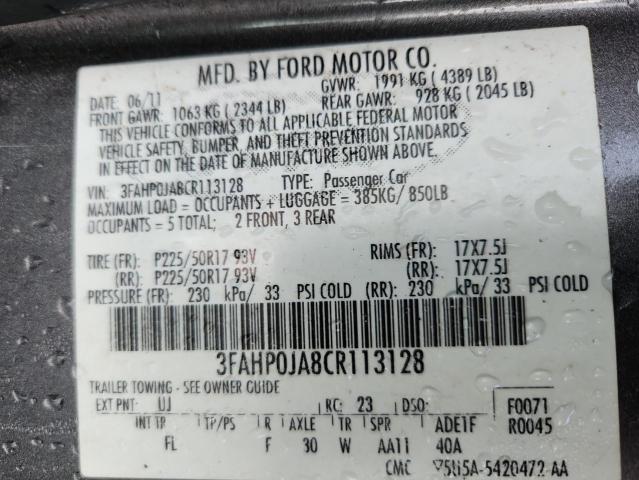 MFD. BY FORD MOTOR CO.
DATE: 06/11 GVWR: 1991 KG ( 4389 LB)
FRONT GAWR: 1063 KG ( 2344 LB) REAR GAWR: 928 KG ( 2045 LB)
THIS VEHICLE CONFORMS TO ALL APPLICABLE FEDERAL MOTOR
VEHICLE SAFETY, BUMPER, AND THEFT PREVENTION STANDARDS
IN EFFECT ON THE DATE OF MANUFACTURE SHOWN ABOVE.
VIN: 3FAHP0JA8CR113128 TYPE: Passenger Car
MAXIMUM LOAD = OCCUPANTS + LUGGAGE = 385KG/ 850LB
OCCUPANTS = 5 TOTAL; 2 FRONT, 3 REAR
TIRE (FR): P225/50R17 93V RIMS (FR): 17X7.5J
(RR): P225/50R17 93V (RR): 17X7.5J
PRESSURE (FR): 230 kPa/ 33 PSI COLD (RR): 230 kPa/ 33 PSI COLD
3FAHP0JA8CR113128
TRAILER TOWING - SEE OWNER GUIDE
EXT PNT: UJ RC: 23 DSO: F0071
INT TR TP/PS R AXLE TR SPR ADE1F R0045
FL F 30 W AA11 40A
CMC 5U5A-5420472-AA